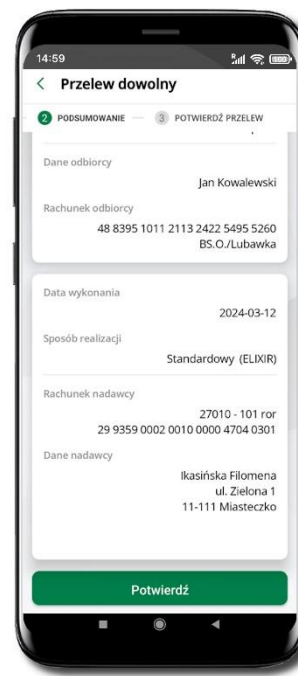 14:59
Przelew dowolny
2 PODSUMOWANIE 3 POTWIERDŹ PRZELEW
Dane odbiorcy
Jan Kowalewski
Rachunek odbiorcy
48 8395 1011 2113 2422 5495 5260
BS.O./Lubawka
Data wykonania
2024-03-12
Sposób realizacji
Standardowy (ELIXIR)
Rachunek nadawcy
27010 - 101 ror
29 9359 0002 0010 0000 4704 0301
Dane nadawcy
Ikasińska Filomena
ul. Zielona 1
11-111 Miasteczko
Potwierdź